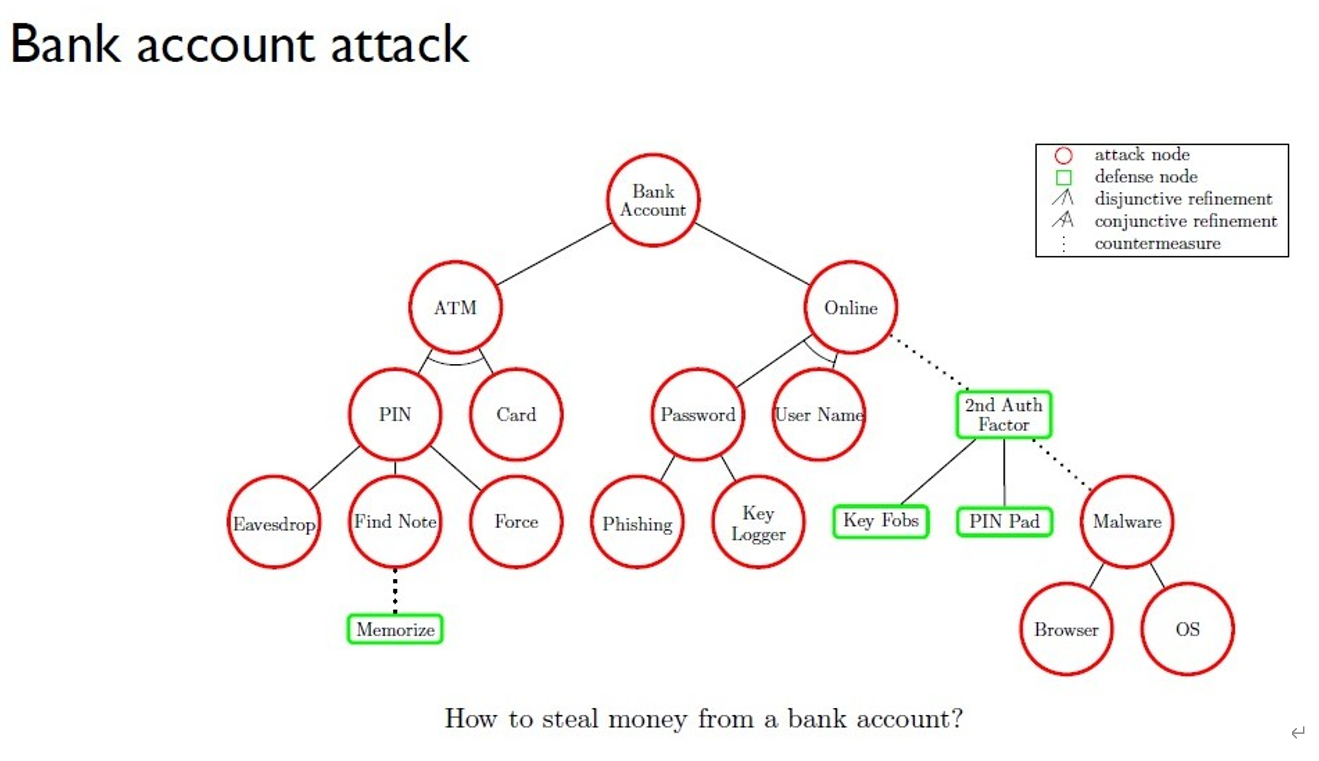 Bank account attack
attack node
defense node
disjunctive refinement
conjunctive refinement
countermeasure
Bank
Account
ATM
Online
PIN
Card
Password
User Name
2nd Auth
Factor
Eavesdrop
Find Note
Force
Phishing
Key
Logger
Key Fobs
PIN Pad
Malware
Memorize
Browser
OS
How to steal money from a bank account?